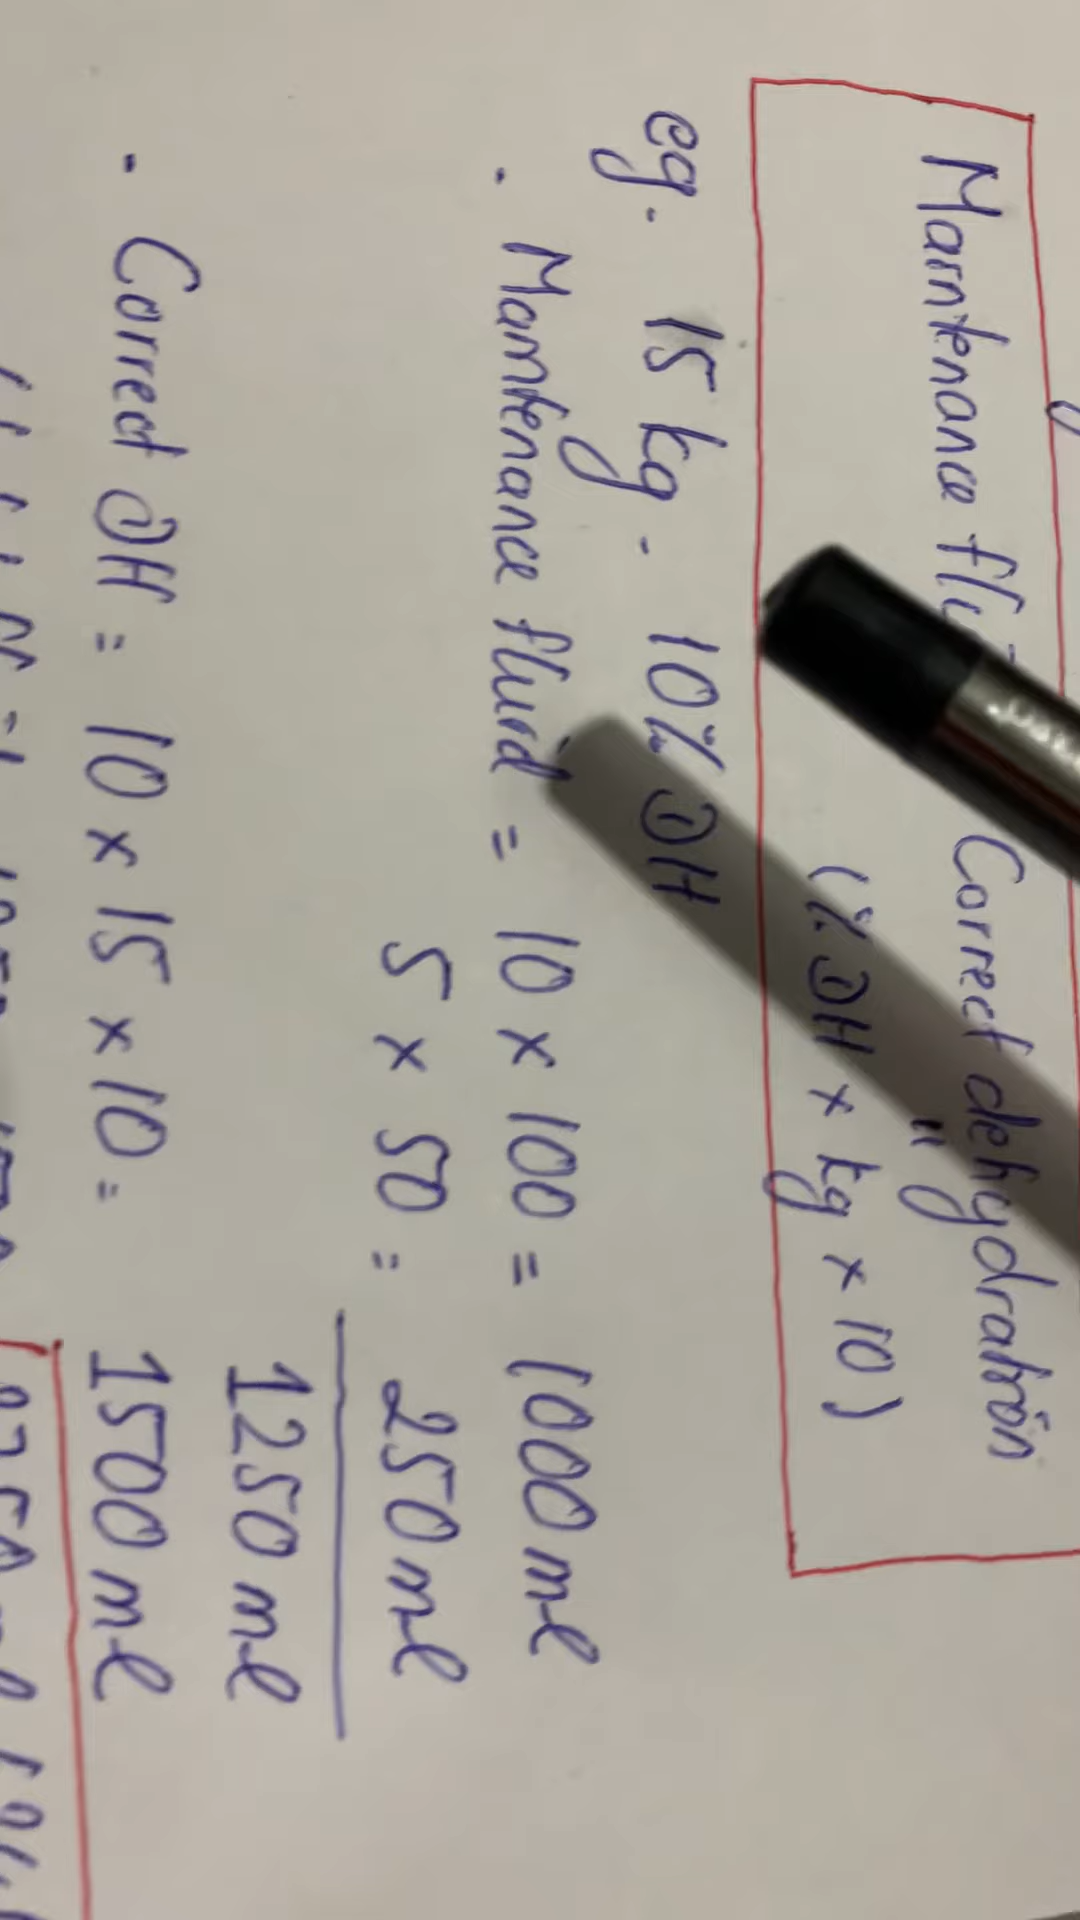 Maintenance Correct dehydration
"
(% DH x kg x 10)
eg. 15 kg - 10% DH
. Maintenance fluid = 10 x 100 = 1000 ml
5 x 50 = 250 ml
1250 ml
- Correct DH = 10 x 15 x 10 = 1500 ml